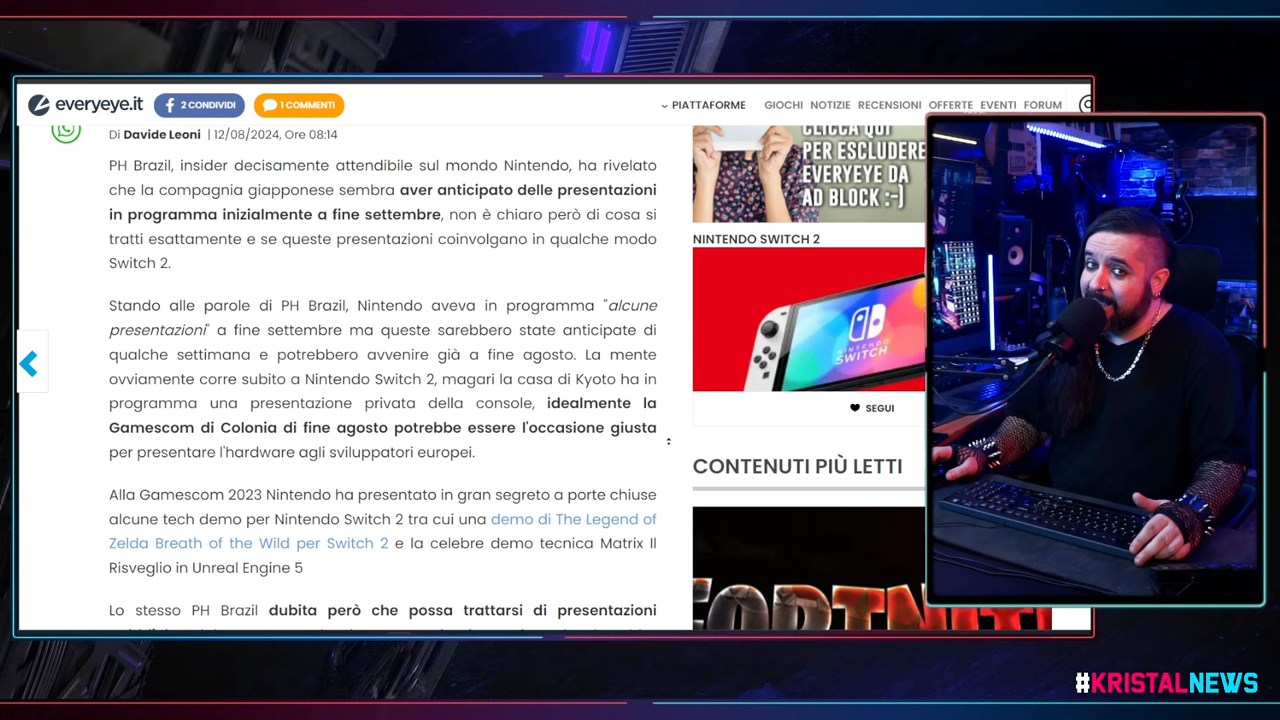 everyeye.it
2 CONDIVIDI
1 COMMENTI
PIATTAFORME
GIOCHI NOTIZIE RECENSIONI OFFERTE EVENTI FORUM
Di Davide Leoni | 12/08/2024, Ore 08:14
PH Brazil, insider decisamente attendibile sul mondo Nintendo, ha rivelato
che la compagnia giapponese sembra aver anticipato delle presentazioni
in programma inizialmente a fine settembre, non è chiaro però di cosa si
tratti esattamente e se queste presentazioni coinvolgano in qualche modo
Switch 2.
Stando alle parole di PH Brazil, Nintendo aveva in programma "alcune
presentazioni" a fine settembre ma queste sarebbero state anticipate di
qualche settimana e potrebbero avvenire già a fine agosto. La mente
ovviamente corre subito a Nintendo Switch 2, magari la casa di Kyoto ha in
programma una presentazione privata della console, idealmente la
Gamescom di Colonia di fine agosto potrebbe essere l'occasione giusta
per presentare l'hardware agli sviluppatori europei.
Alla Gamescom 2023 Nintendo ha presentato in gran segreto a porte chiuse
alcune tech demo per Nintendo Switch 2 tra cui una demo di The Legend of
Zelda Breath of the Wild per Switch 2 e la celebre demo tecnica Matrix Il
Risveglio in Unreal Engine 5
Lo stesso PH Brazil dubita però che possa trattarsi di presentazioni
CLICCA QUI
PER ESCLUDERE
EVERYEYE DA
AD BLOCK :-)
NINTENDO SWITCH 2
NINTENDO
SWITCH
SEGUI
CONTENUTI PIÙ LETTI
#KRISTALNEWS